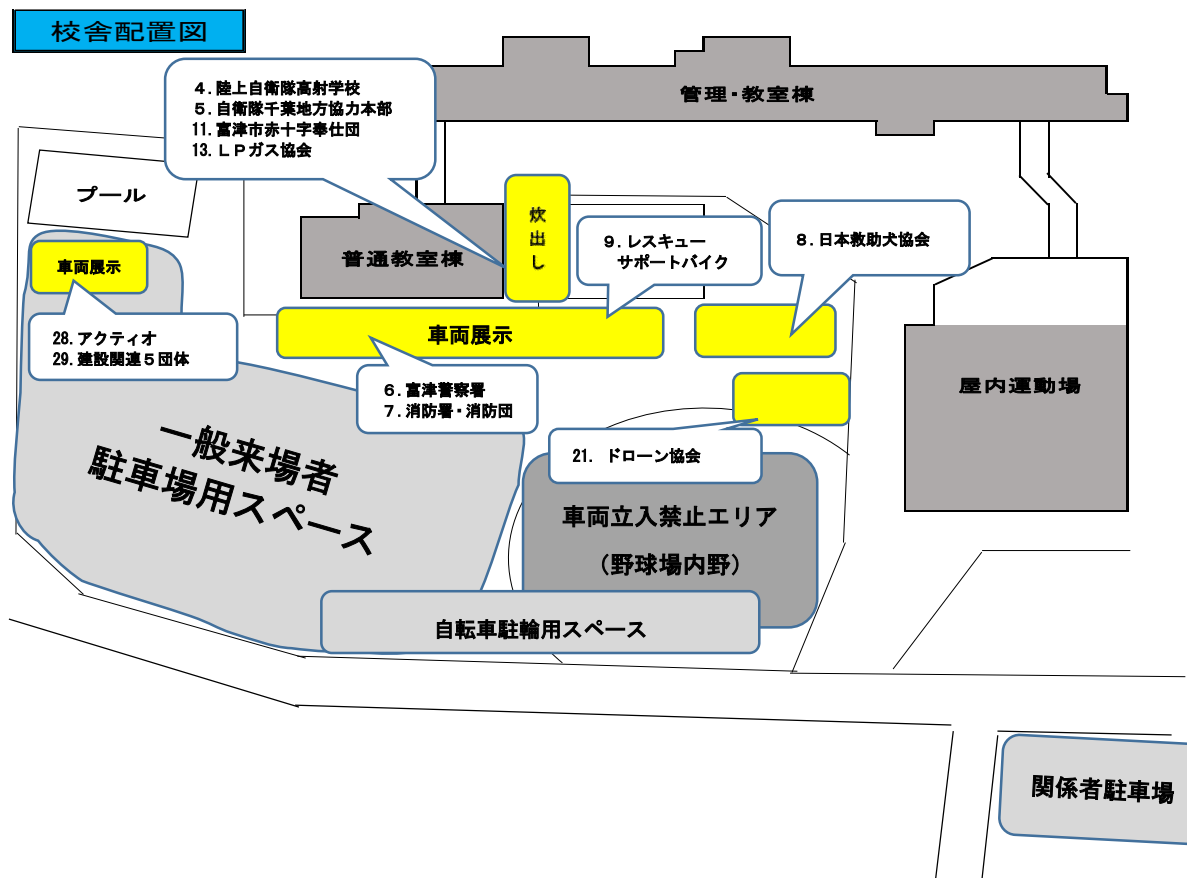 校舎配置図
4．陸上自衛隊高射学校
5．自衛隊千葉地方協力本部
11．富津市赤十字奉仕団
13．ＬＰガス協会
管理・教室棟
プール
炊出し
普通教室棟
9．レスキュー
サポートバイク
8．日本救助犬協会
車両展示
28．アクティオ
29．建設関連５団体
車両展示
6．富津警察署
7．消防署・消防団
屋内運動場
21．ドローン協会
一般来場者
駐車場用スペース
車両立入禁止エリア
（野球場内野）
自転車駐輪用スペース
関係者駐車場